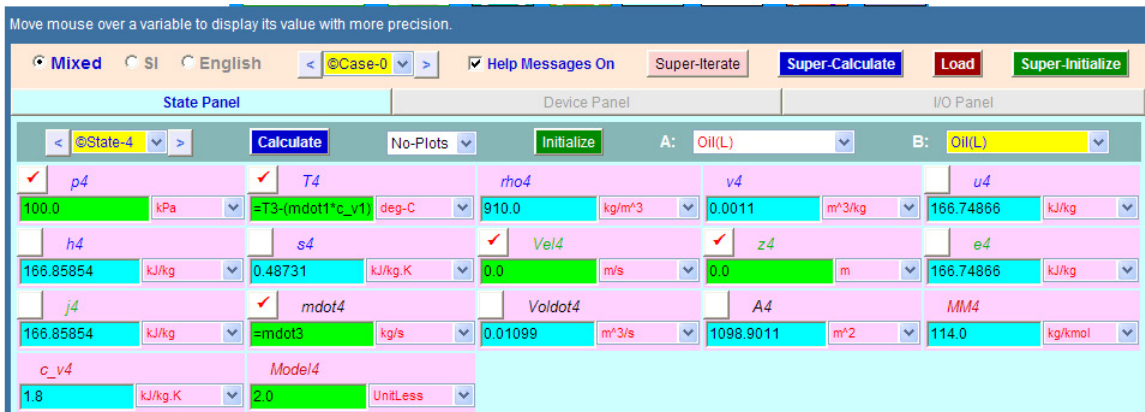 Move mouse over a variable to display its value with more precision.
Mixed SI English < ©Case-0 > Help Messages On Super-Iterate Super-Calculate Load Super-Initialize
State Panel Device Panel I/O Panel
< ©State-4 > Calculate No-Plots Initialize A: Oil(L) B: Oil(L)
p4 T4 rho4 v4 u4
100.0 kPa =T3-(mdot1*c_v1) deg-C 910.0 kg/m^3 0.0011 m^3/kg 166.74866 kJ/kg
h4 s4 Vel4 z4 e4
166.85854 kJ/kg 0.48731 kJ/kg.K 0.0 m/s 0.0 m 166.74866 kJ/kg
j4 mdot4 Voldot4 A4 MM4
166.85854 kJ/kg =mdot3 kg/s 0.01099 m^3/s 1098.9011 m^2 114.0 kg/kmol
c_v4 Model4
1.8 kJ/kg.K 2.0 UnitLess